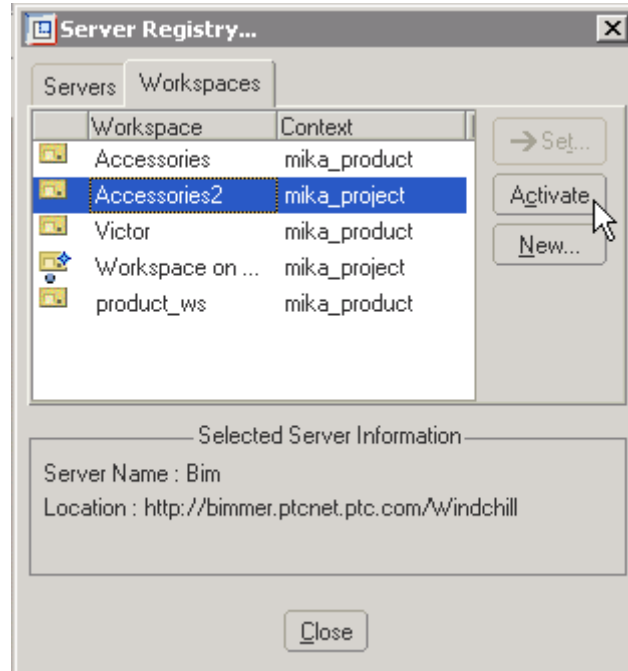 Server Registry...
Servers Workspaces
Workspace Context
Accessories mika_product
Accessories2 mika_project
Victor mika_product
Workspace on ... mika_project
product_ws mika_product
Set...
Activate
New...
Selected Server Information
Server Name : Bim
Location : http://bimmer.ptcnet.ptc.com/Windchill
Close